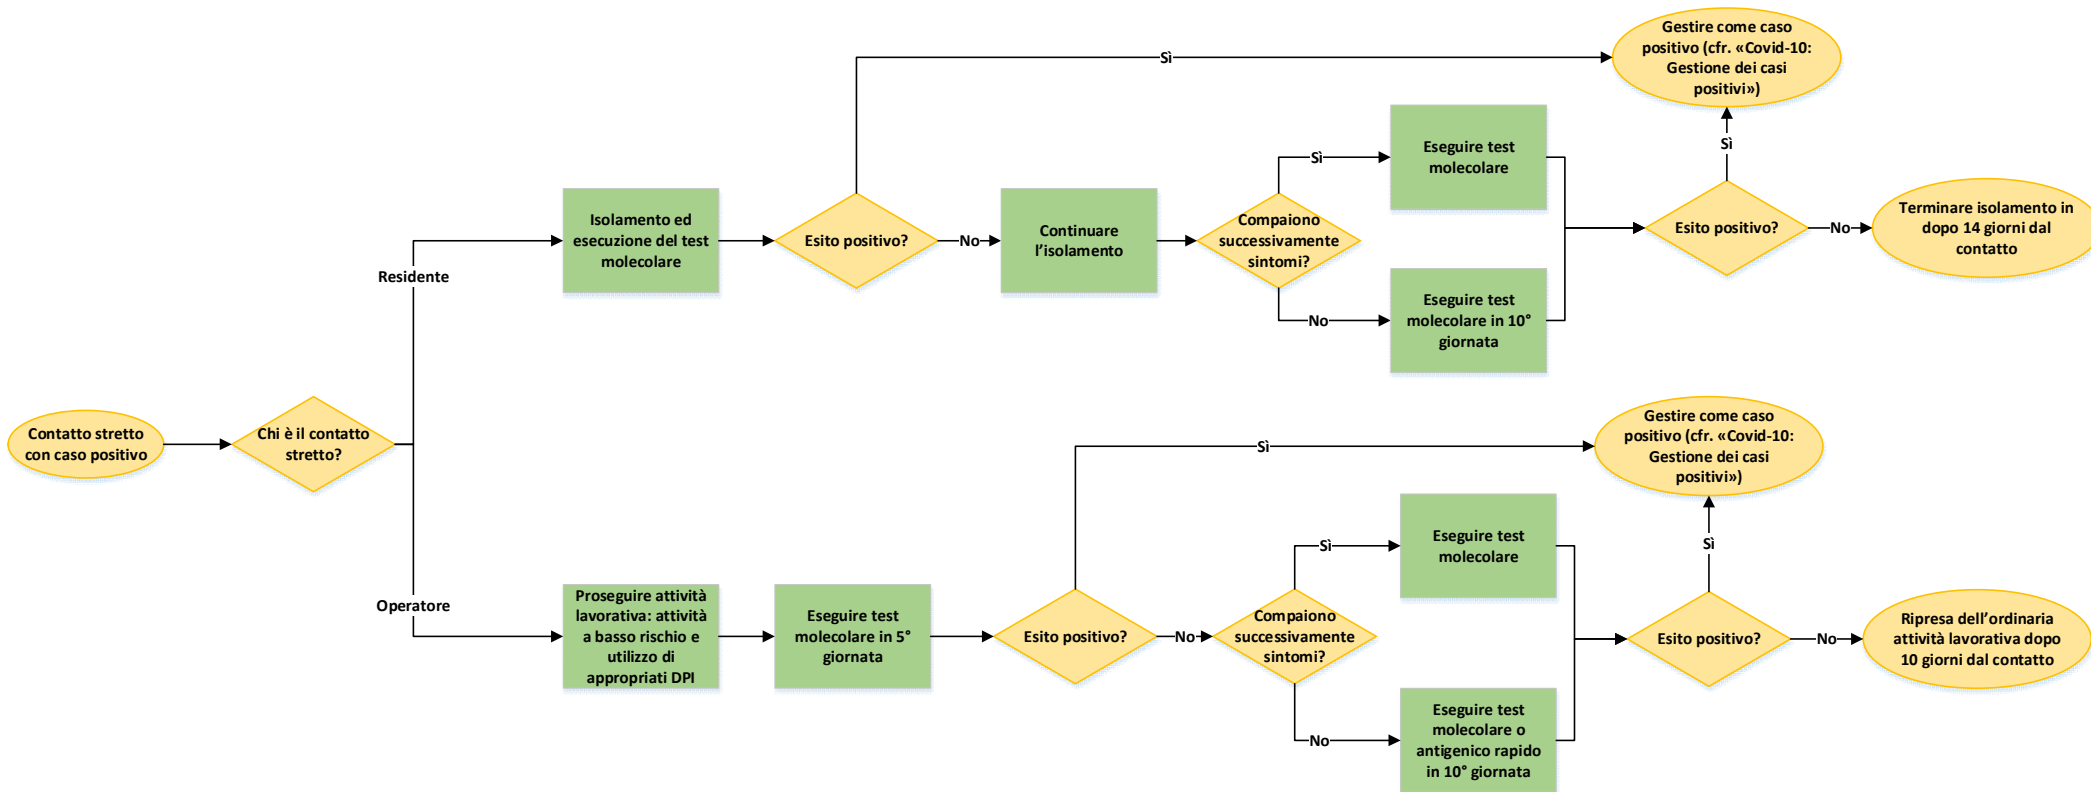 Contatto stretto
con caso positivo
Chi è il contatto
stretto?
Residente
Isolamento ed
esecuzione del test
molecolare
Esito positivo?
Sì
No
Continuare
l'isolamento
Compaiono
successivamente
sintomi?
Sì
Eseguire test
molecolare
No
Eseguire test
molecolare in 10°
giornata
Esito positivo?
Sì
Gestire come caso
positivo (cfr. «Covid-10:
Gestione dei casi
positivi»)
No
Terminare isolamento in
dopo 14 giorni dal
contatto
Operatore
Proseguire attività
lavorativa: attività
a basso rischio e
utilizzo di
appropriati DPI
Eseguire test
molecolare in 5°
giornata
Esito positivo?
Sì
No
Compaiono
successivamente
sintomi?
Sì
Eseguire test
molecolare
No
Eseguire test
molecolare o
antigenico rapido
in 10° giornata
Esito positivo?
Sì
Gestire come caso
positivo (cfr. «Covid-10:
Gestione dei casi
positivi»)
No
Ripresa dell'ordinaria
attività lavorativa dopo
10 giorni dal contatto